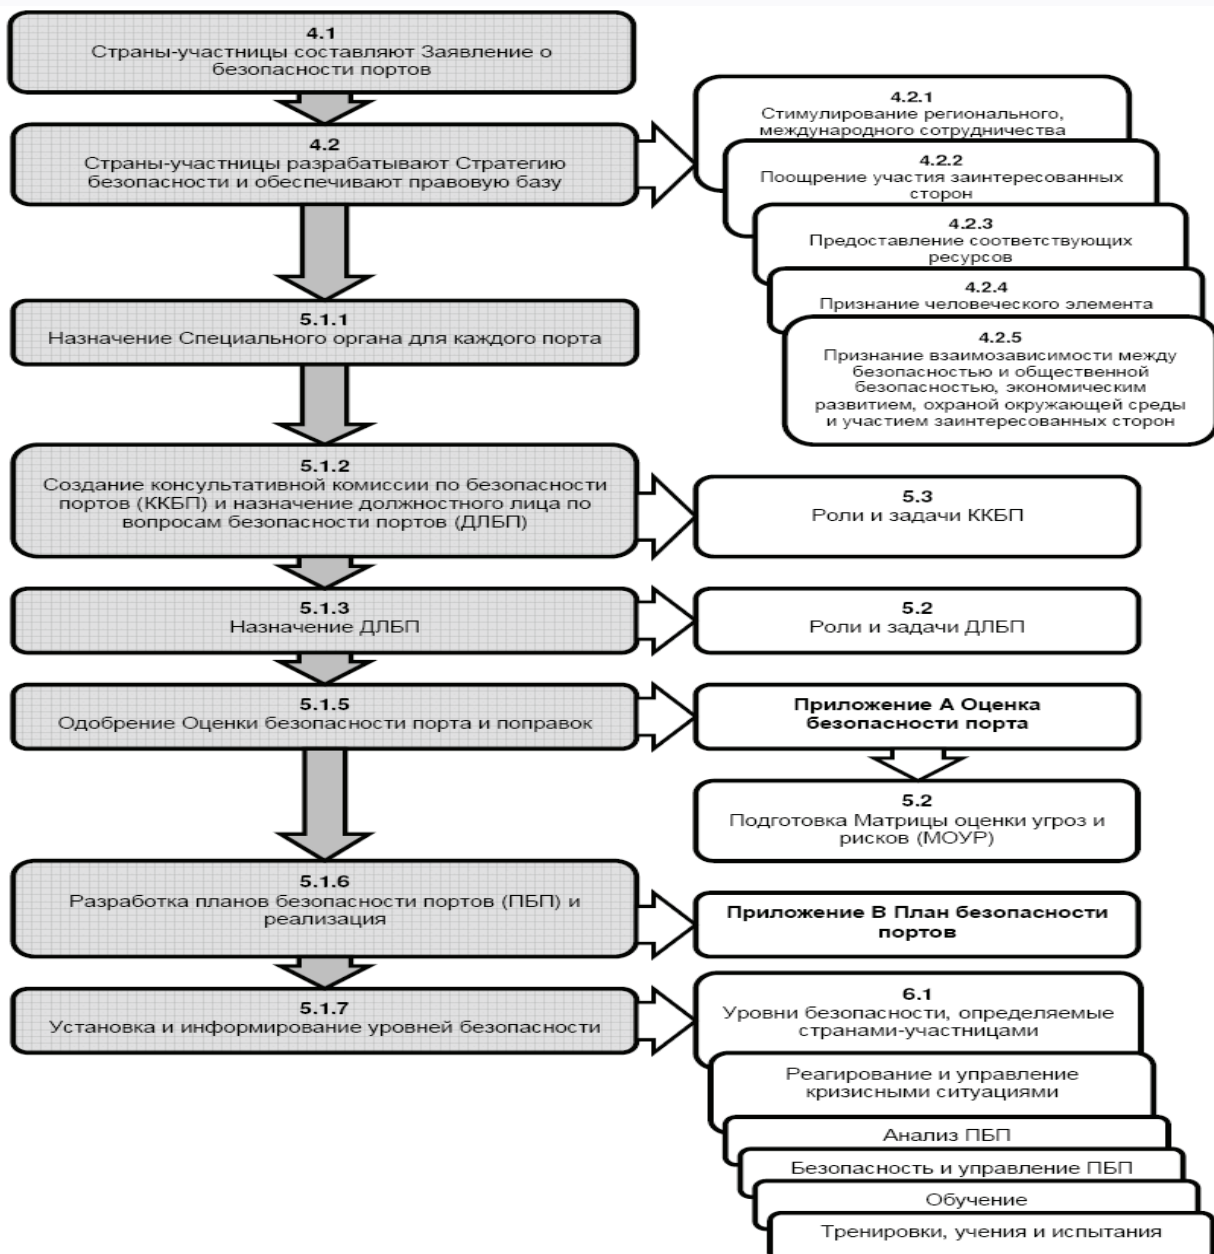 4.1
Страны-участницы составляют Заявление о
безопасности портов
4.2
Страны-участницы разрабатывают Стратегию
безопасности и обеспечивают правовую базу
4.2.1
Стимулирование регионального,
международного сотрудничества
4.2.2
Поощрение участия заинтересованных
сторон
4.2.3
Предоставление соответствующих
ресурсов
4.2.4
Признание человеческого элемента
4.2.5
Признание взаимозависимости между
безопасностью и общественной
безопасностью, экономическим
развитием, охраной окружающей среды
и участием заинтересованных сторон
5.1.1
Назначение Специального органа для каждого порта
5.1.2
Создание консультативной комиссии по безопасности
портов (ККБП) и назначение должностного лица по
вопросам безопасности портов (ДЛБП)
5.3
Роли и задачи ККБП
5.1.3
Назначение ДЛБП
5.2
Роли и задачи ДЛБП
5.1.5
Одобрение Оценки безопасности порта и поправок
Приложение А Оценка
безопасности порта
5.2
Подготовка Матрицы оценки угроз и
рисков (МОУР)
5.1.6
Разработка планов безопасности портов (ПБП) и
реализация
Приложение В План безопасности
портов
5.1.7
Установка и информирование уровней безопасности
6.1
Уровни безопасности, определяемые
странами-участницами
Реагирование и управление
кризисными ситуациями
Анализ ПБП
Безопасность и управление ПБП
Обучение
Тренировки, учения и испытания